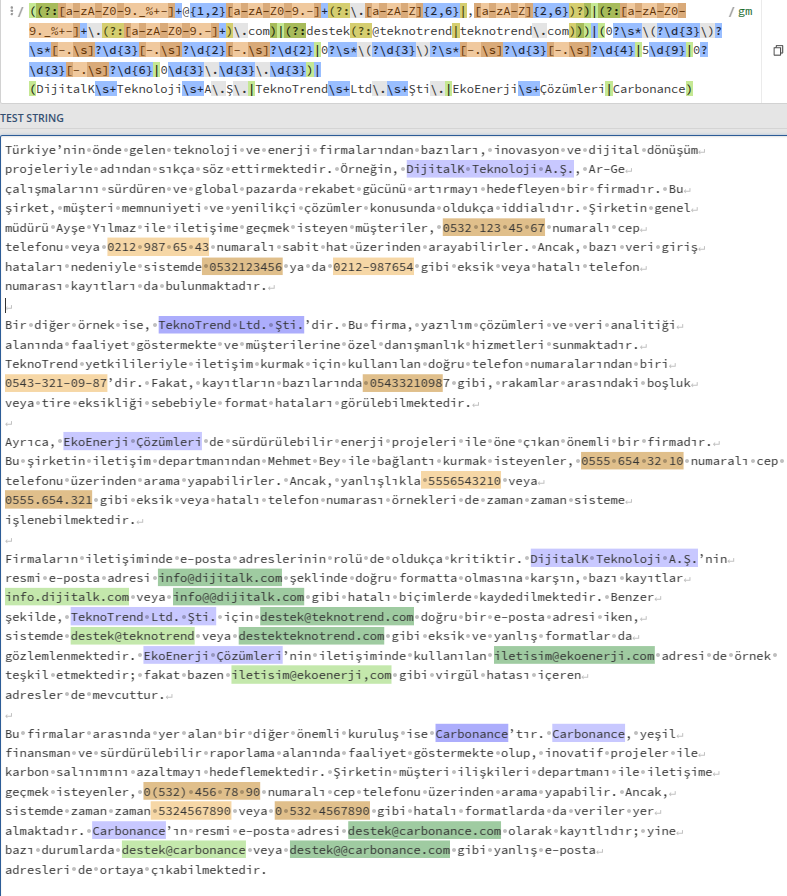 ((?:[a-zA-Z0-9._%+-]+@{1,2}[a-zA-Z0-9.-]+(?:\.[a-zA-Z]{2,6}|,[a-zA-Z]{2,6})?)|(?:[a-zA-Z0-
9._%+-]+\.(?:[a-zA-Z0-9.-]+)\.com)|(?:destek(?:@teknotrend|teknotrend\.com)))|(0?\s*\(?\d{3}\)?
\s*[-.\s]?\d{3}[-.\s]?\d{2}[-.\s]?\d{2}|0?\s*\(?\d{3}\)?\s*[-.\s]?\d{3}[-.\s]?\d{4}|5\d{9}|0?
\d{3}[-.\s]?\d{6}|0\d{3}\.\d{3}\.\d{3})|
(DijitalK\s+Teknoloji\s+A\.Ş\.|TeknoTrend\s+Ltd\.\s+Şti\.|EkoEnerji\s+Çözümleri|Carbonance)
/ gm
TEST STRING
Türkiye’nin önde gelen teknoloji ve enerji firmalarından bazıları, inovasyon ve dijital dönüşüm
projeleriyle adından sıkça söz ettirmektedir. Örneğin, DijitalK Teknoloji A.Ş., Ar-Ge
çalışmalarını sürdüren ve global pazarda rekabet gücünü artırmayı hedefleyen bir firmadır. Bu
şirket, müşteri memnuniyeti ve yenilikçi çözümler konusunda oldukça iddialıdır. Şirketin genel
müdürü Ayşe Yılmaz ile iletişime geçmek isteyen müşteriler, 0532 123 45 67 numaralı cep
telefonu veya 0212 987 65 43 numaralı sabit hat üzerinden arayabilirler. Ancak, bazı veri giriş
hataları nedeniyle sistemde 0532123456 ya da 0212-987654 gibi eksik veya hatalı telefon
numarası kayıtları da bulunmaktadır.
Bir diğer örnek ise, TeknoTrend Ltd. Şti.’dir. Bu firma, yazılım çözümleri ve veri analitiği
alanında faaliyet göstermekte ve müşterilerine özel danışmanlık hizmetleri sunmaktadır.
TeknoTrend yetkilileriyle iletişim kurmak için kullanılan doğru telefon numaralarından biri
0543-321-09-87’dir. Fakat, kayıtların bazılarında 05433210987 gibi, rakamlar arasındaki boşluk
veya tire eksikliği sebebiyle format hataları görülebilmektedir.
Ayrıca, EkoEnerji Çözümleri de sürdürülebilir enerji projeleri ile öne çıkan önemli bir firmadır.
Bu şirketin iletişim departmanından Mehmet Bey ile bağlantı kurmak isteyenler, 0555 654 32 10 numaralı cep
telefonu üzerinden arama yapabilirler. Ancak, yanlışlıkla 5556543210 veya
0555.654.321 gibi eksik veya hatalı telefon numarası örnekleri de zaman zaman sisteme
işlenebilmektedir.
Firmaların iletişiminde e-posta adreslerinin rolü de oldukça kritiktir. DijitalK Teknoloji A.Ş.’nin
resmi e-posta adresi info@dijitalk.com şeklinde doğru formatta olmasına karşın, bazı kayıtlar
info.dijitalk.com veya info@@dijitalk.com gibi hatalı biçimlerde kaydedilmektedir. Benzer
şekilde, TeknoTrend Ltd. Şti. için destek@teknotrend.com doğru bir e-posta adresi iken,
sistemde destek@teknotrend veya destekteknotrend.com gibi eksik ve yanlış formatlar da
gözlemlenmektedir. EkoEnerji Çözümleri’nin iletişiminde kullanılan iletisim@ekoenerji.com adresi de örnek
teşkil etmektedir; fakat bazen iletisim@ekoenerji,com gibi virgül hatası içeren
adresler de mevcuttur.
Bu firmalar arasında yer alan bir diğer önemli kuruluş ise Carbonance’tır. Carbonance, yeşil
finansman ve sürdürülebilir raporlama alanında faaliyet göstermekte olup, inovatif projeler ile
karbon salınımını azaltmayı hedeflemektedir. Şirketin müşteri ilişkileri departmanı ile iletişime
geçmek isteyenler, 0(532) 456 78 90 numaralı cep telefonu üzerinden arama yapabilir. Ancak,
sistemde zaman zaman 5324567890 veya 0 532 4567890 gibi hatalı formatlarda da veriler yer
almaktadır. Carbonance’ın resmi e-posta adresi destek@carbonance.com olarak kayıtlıdır; yine
bazı durumlarda destek@carbonance veya destek@@carbonance.com gibi yanlış e-posta
adresleri de ortaya çıkabilmektedir.